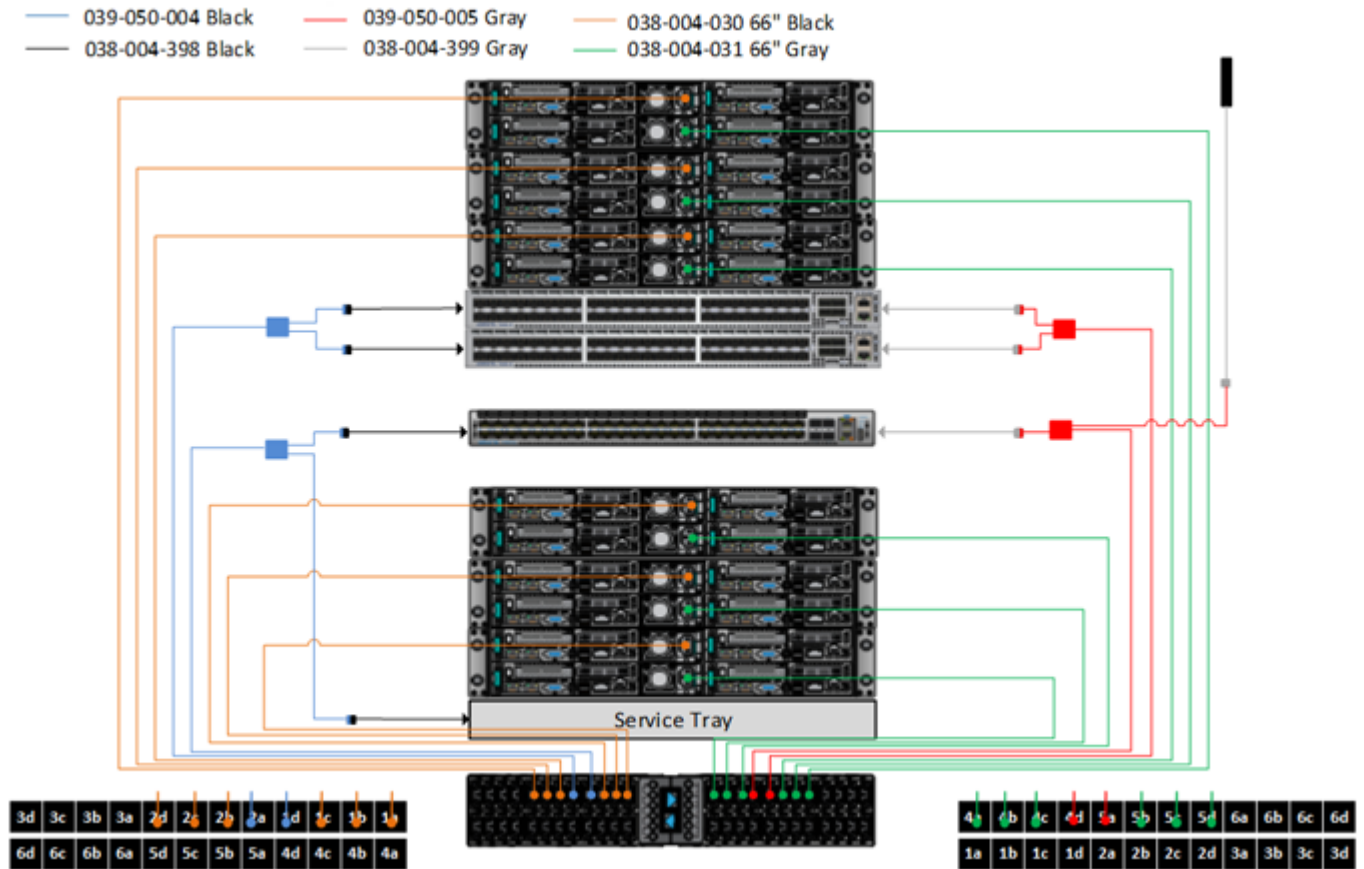 039-050-004 Black 039-050-005 Gray 038-004-030 66" Black
038-004-398 Black 038-004-399 Gray 038-004-031 66" Gray
Service Tray
3d 3c 3b 3a 2d 2c 2b 2a 1d 1c 1b 1a
6d 6c 6b 6a 5d 5c 5b 5a 4d 4c 4b 4a
4a 4b 4c 4d 5a 5b 5c 5d 6a 6b 6c 6d
1a 1b 1c 1d 2a 2b 2c 2d 3a 3b 3c 3d